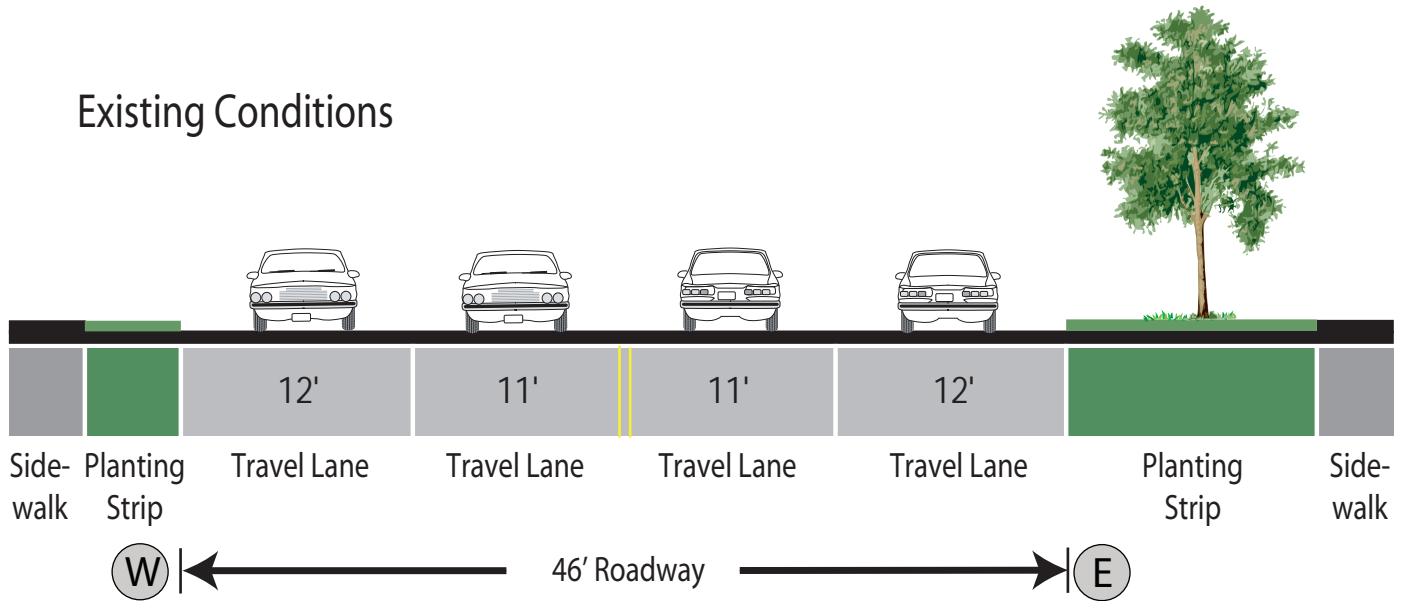 Existing Conditions
12' 11' 11' 12'
Side- Planting Travel Lane Travel Lane Travel Lane Travel Lane Planting Side-
walk Strip Strip walk
W 46’ Roadway E